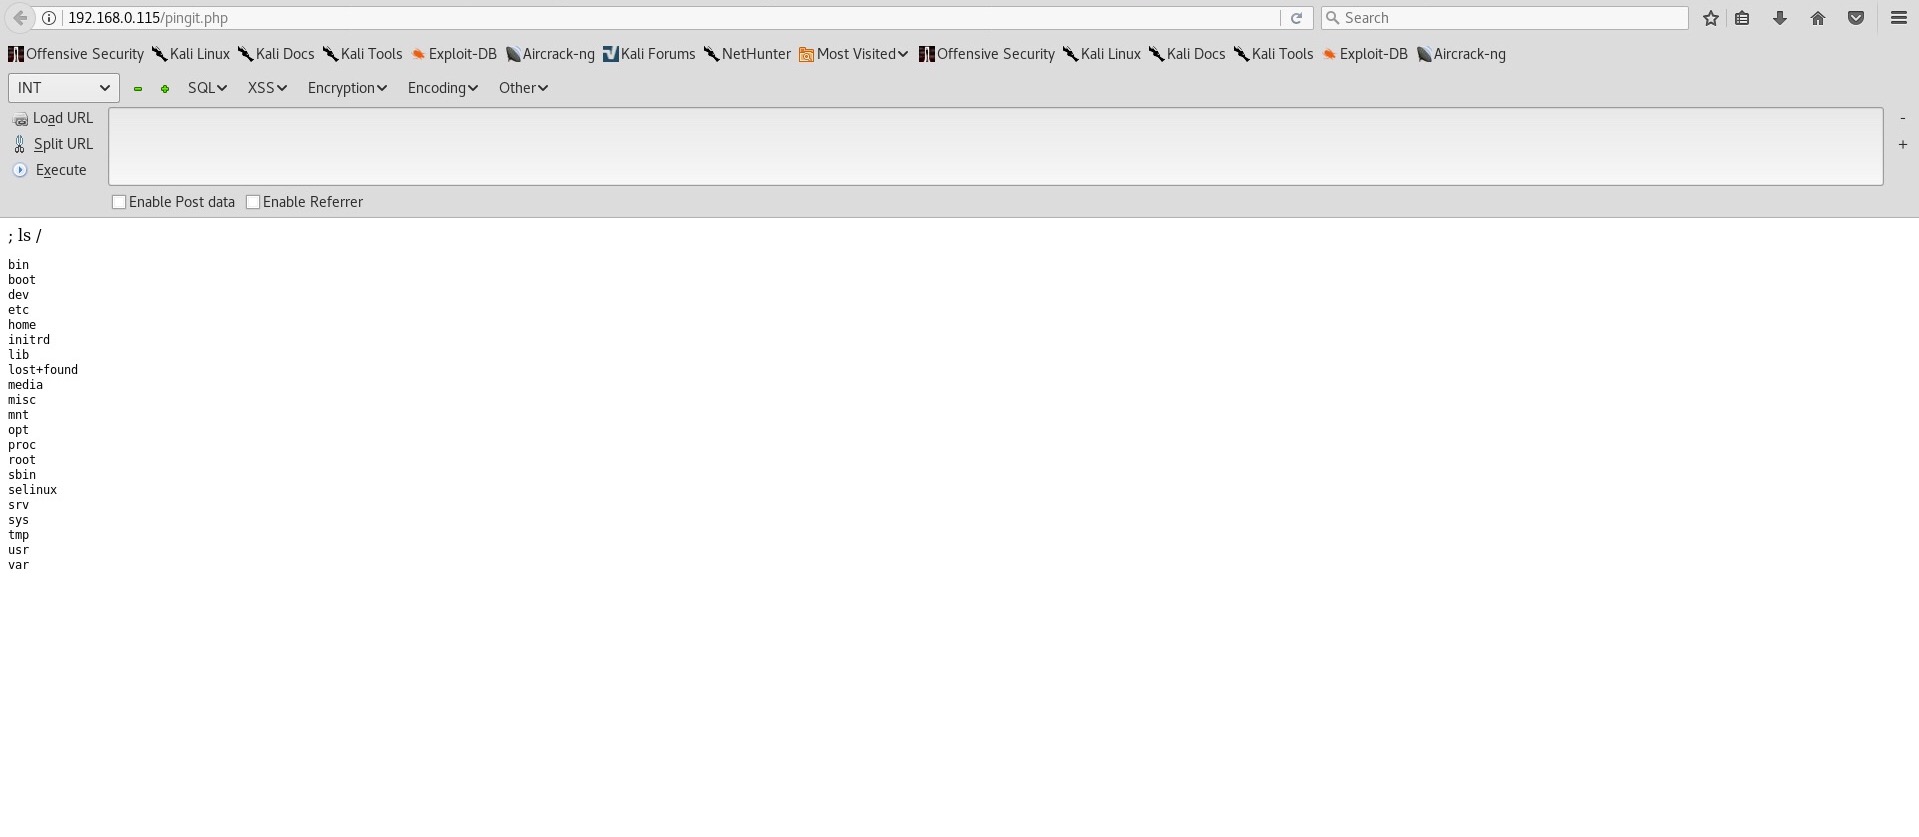 192.168.0.115/pingit.php Search
Offensive Security Kali Linux Kali Docs Kali Tools Exploit-DB Aircrack-ng Kali Forums NetHunter Most Visited Offensive Security Kali Linux Kali Docs Kali Tools Exploit-DB Aircrack-ng
INT SQL XSS Encryption Encoding Other
Load URL -
Split URL +
Execute
Enable Post data Enable Referrer
; ls /
bin
boot
dev
etc
home
initrd
lib
lost+found
media
misc
mnt
opt
proc
root
sbin
selinux
srv
sys
tmp
usr
var